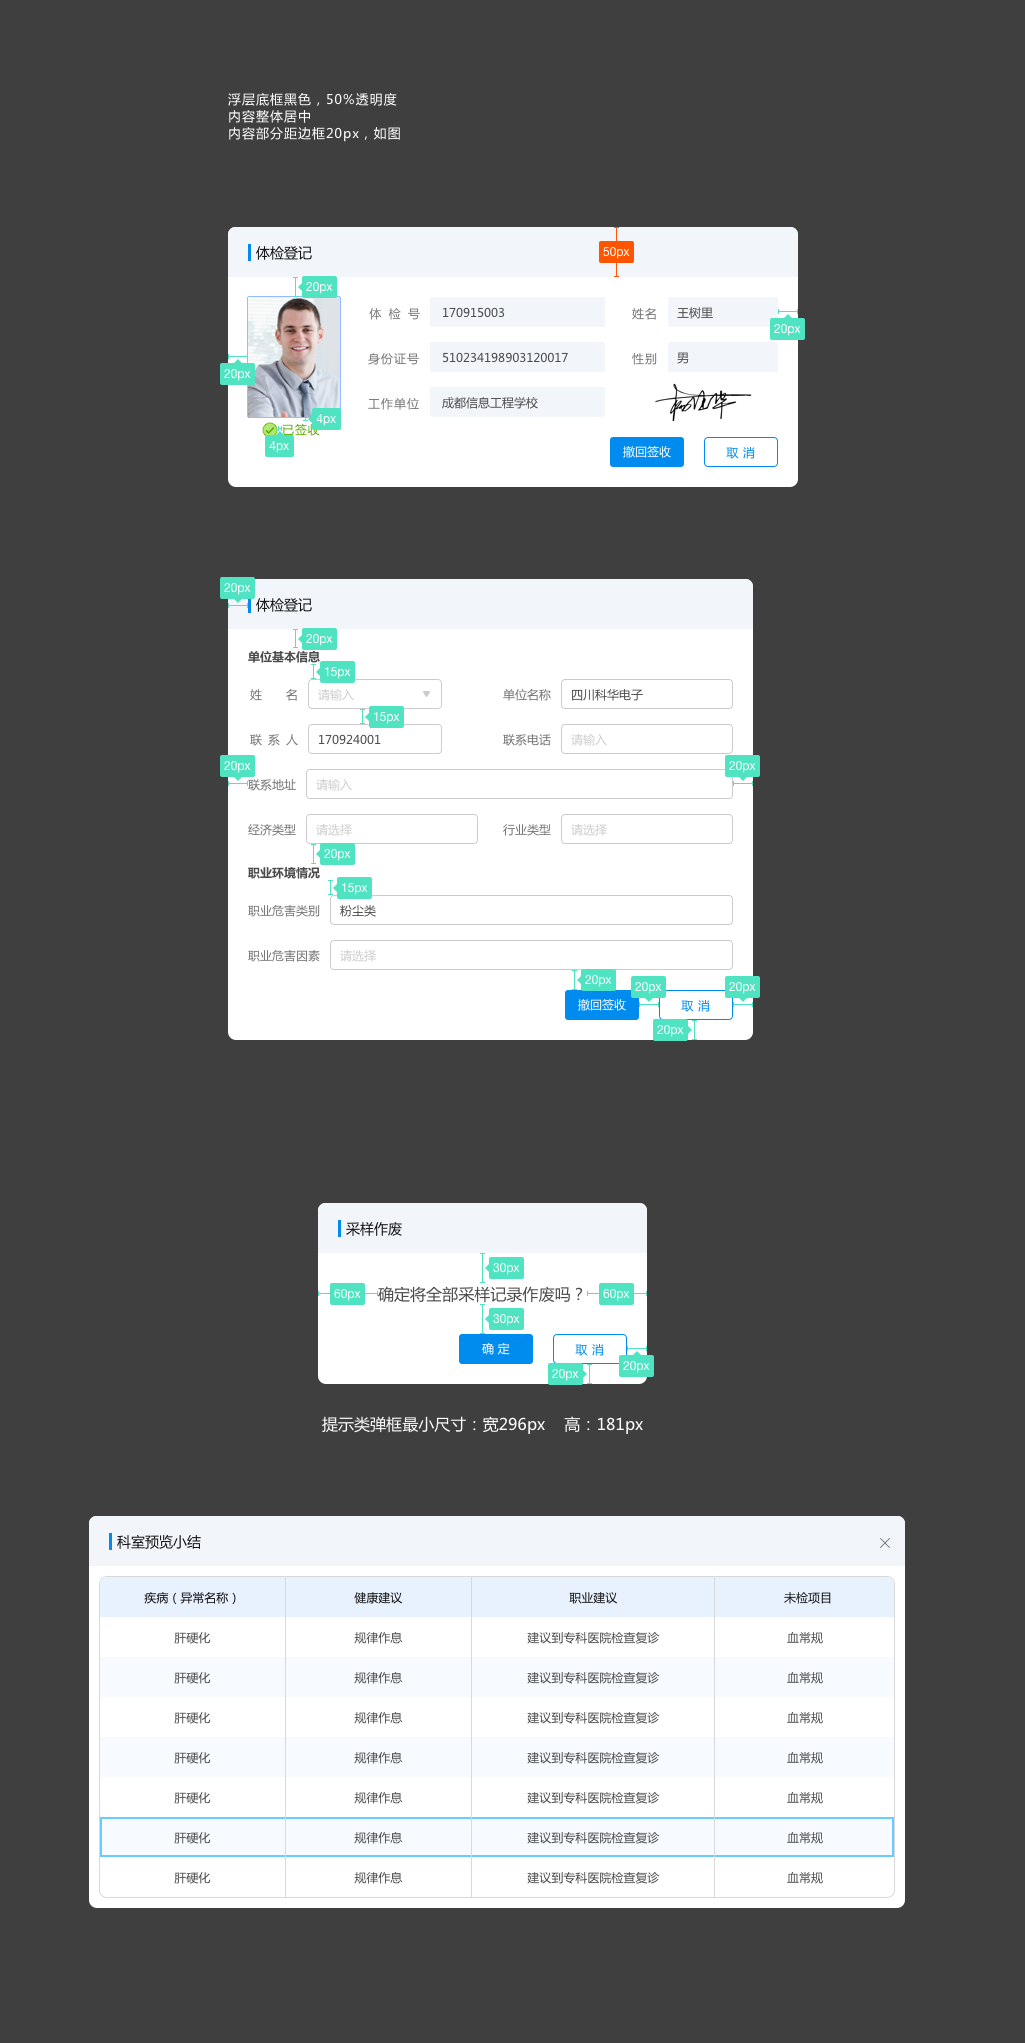 浮层底框黑色，50%透明度
内容整体居中
内容部分距边框20px，如图
体检登记
50px
20px
体 检 号 170915003 姓名 王树里
20px
身份证号 510234198903120017 性别 男
20px
工作单位 成都信息工程学校
4px
已签收
4px
撤回签收 取 消
20px
体检登记
20px
单位基本信息
15px
姓 名 请输入 单位名称 四川科华电子
15px
联 系 人 170924001 联系电话 请输入
20px 20px
联系地址 请输入
经济类型 请选择 行业类型 请选择
20px
职业环境情况
15px
职业危害类别 粉尘类
职业危害因素 请选择
20px 20px 20px
撤回签收 取 消
20px
采样作废
30px
60px 确定将全部采样记录作废吗？ 60px
30px
确 定 取 消
20px
20px
提示类弹框最小尺寸：宽296px 高：181px
科室预览小结
疾病（异常名称） 健康建议 职业建议 未检项目
肝硬化 规律作息 建议到专科医院检查复诊 血常规
肝硬化 规律作息 建议到专科医院检查复诊 血常规
肝硬化 规律作息 建议到专科医院检查复诊 血常规
肝硬化 规律作息 建议到专科医院检查复诊 血常规
肝硬化 规律作息 建议到专科医院检查复诊 血常规
肝硬化 规律作息 建议到专科医院检查复诊 血常规
肝硬化 规律作息 建议到专科医院检查复诊 血常规